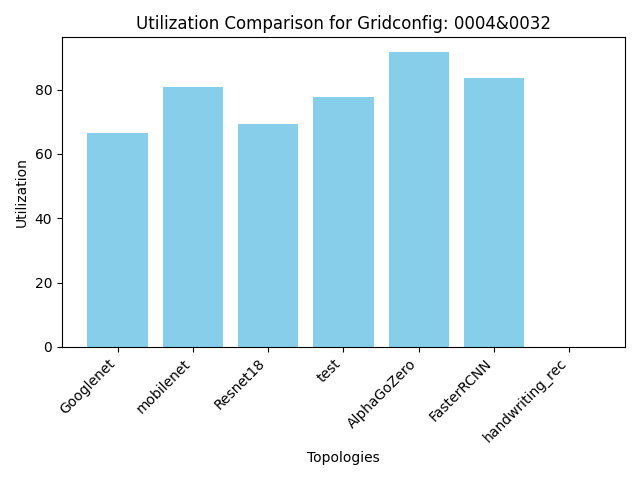 Utilization Comparison for Gridconfig: 0004&0032
Utilization
80
60
40
20
0
Googlenet
mobilenet
Resnet18
test
AlphaGoZero
FasterRCNN
handwriting_rec
Topologies